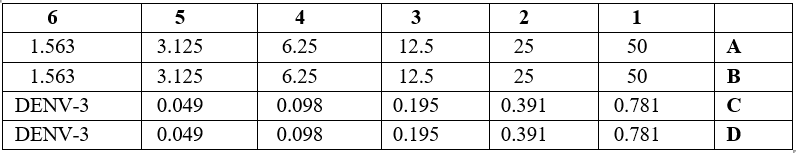 6 5 4 3 2 1
1.563 3.125 6.25 12.5 25 50 A
1.563 3.125 6.25 12.5 25 50 B
DENV-3 0.049 0.098 0.195 0.391 0.781 C
DENV-3 0.049 0.098 0.195 0.391 0.781 D